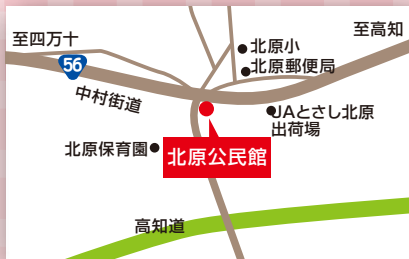 至四万十
至高知
56
北原小
北原郵便局
中村街道
JAとさし北原
出荷場
北原保育園
北原公民館
高知道